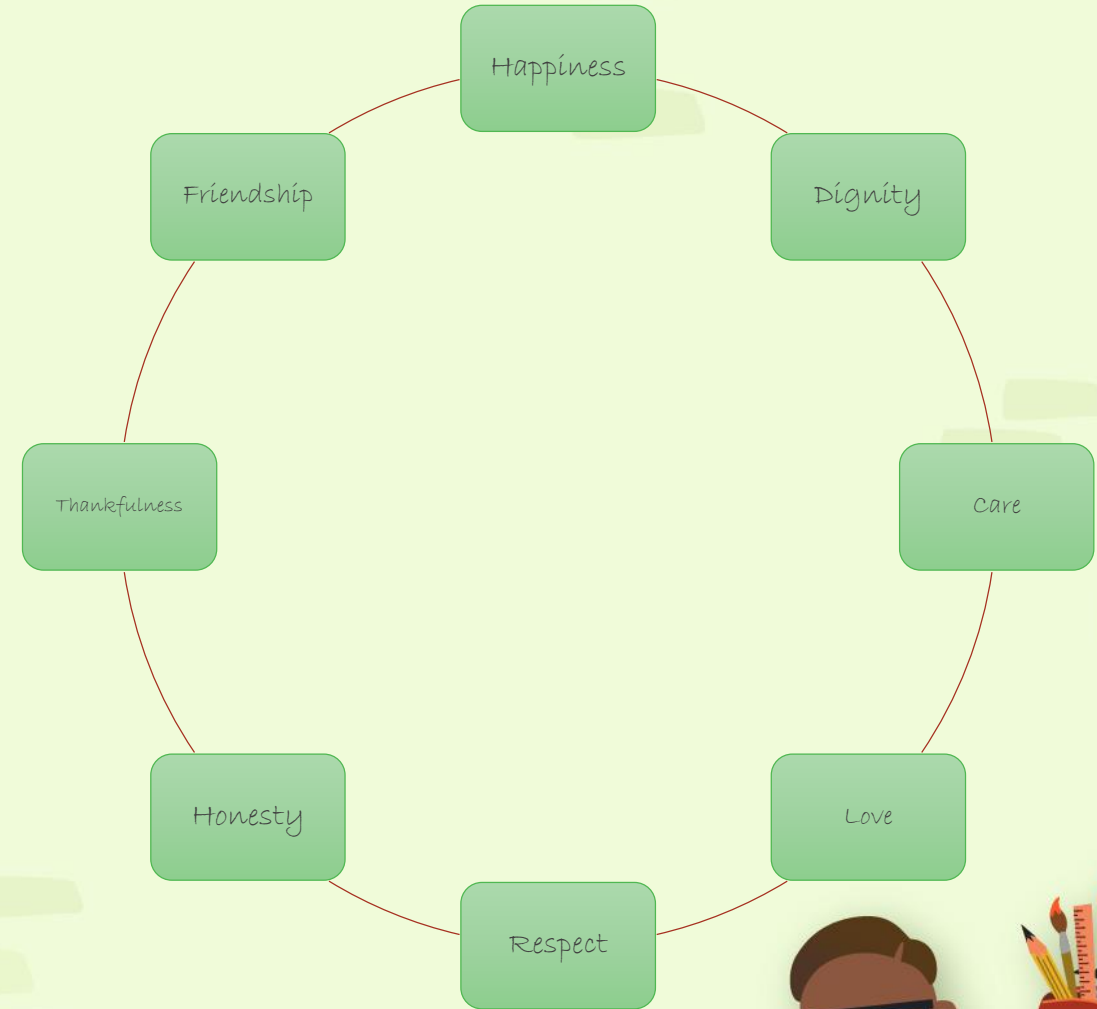 Happiness
Dignity
Care
Love
Respect
Honesty
Thankfulness
Friendship